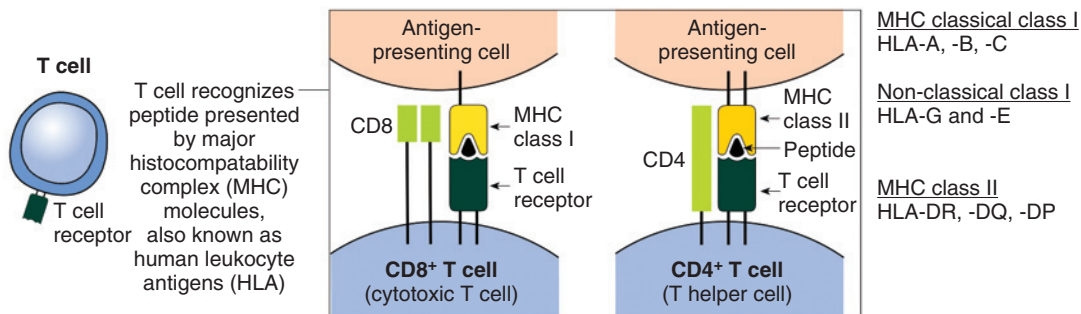 T cell
T cell
receptor
T cell recognizes
peptide presented
by major
histocompatability
complex (MHC)
molecules,
also known as
human leukocyte
antigens (HLA)
Antigen-
presenting cell
CD8
MHC
class I
T cell
receptor
CD8+ T cell
(cytotoxic T cell)
Antigen-
presenting cell
CD4
MHC
class II
Peptide
T cell
receptor
CD4+ T cell
(T helper cell)
MHC classical class I
HLA-A, -B, -C
Non-classical class I
HLA-G and -E
MHC class II
HLA-DR, -DQ, -DP